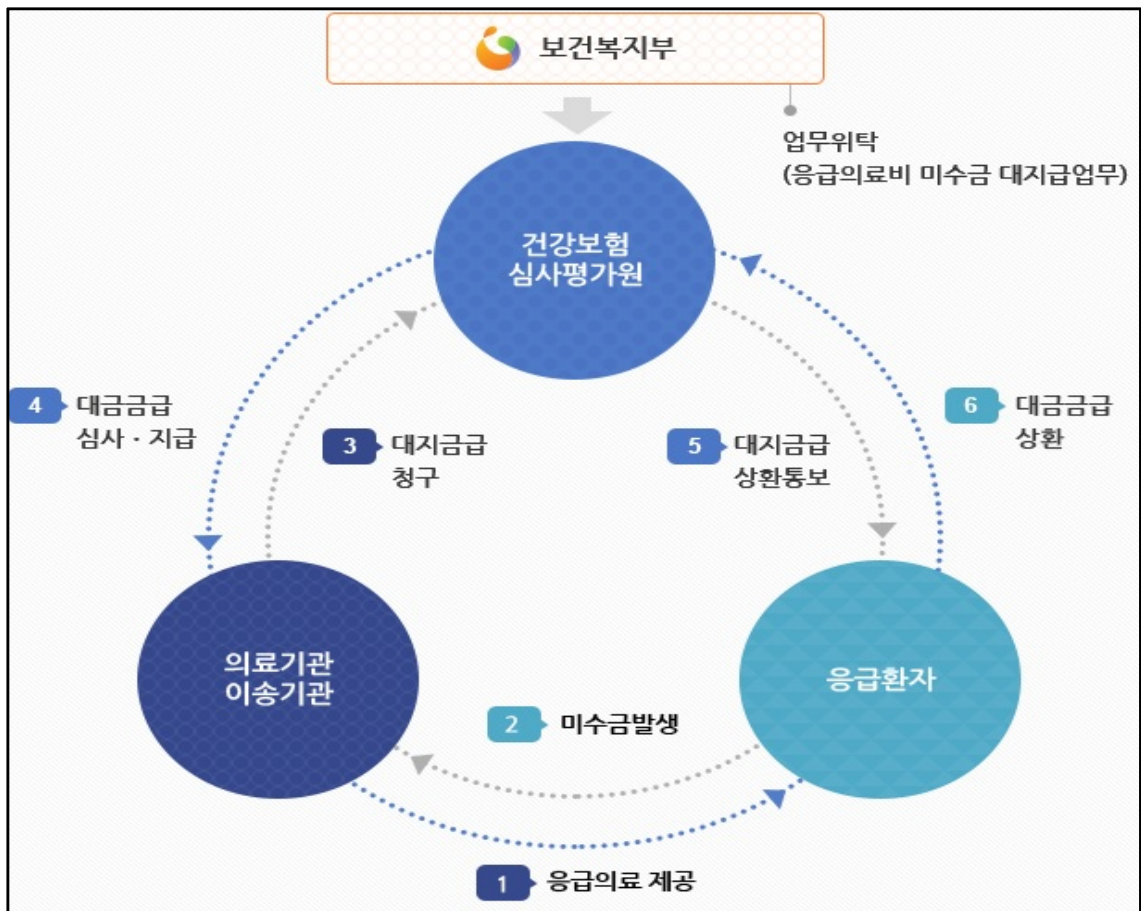 보건복지부
업무위탁
(응급의료비 미수금 대지급업무)
건강보험
심사평가원
4 대금금급
심사 · 지급
3 대지금급
청구
5 대지금급
상환통보
6 대금금급
상환
의료기관
이송기관
응급환자
2 미수금발생
1 응급의료 제공